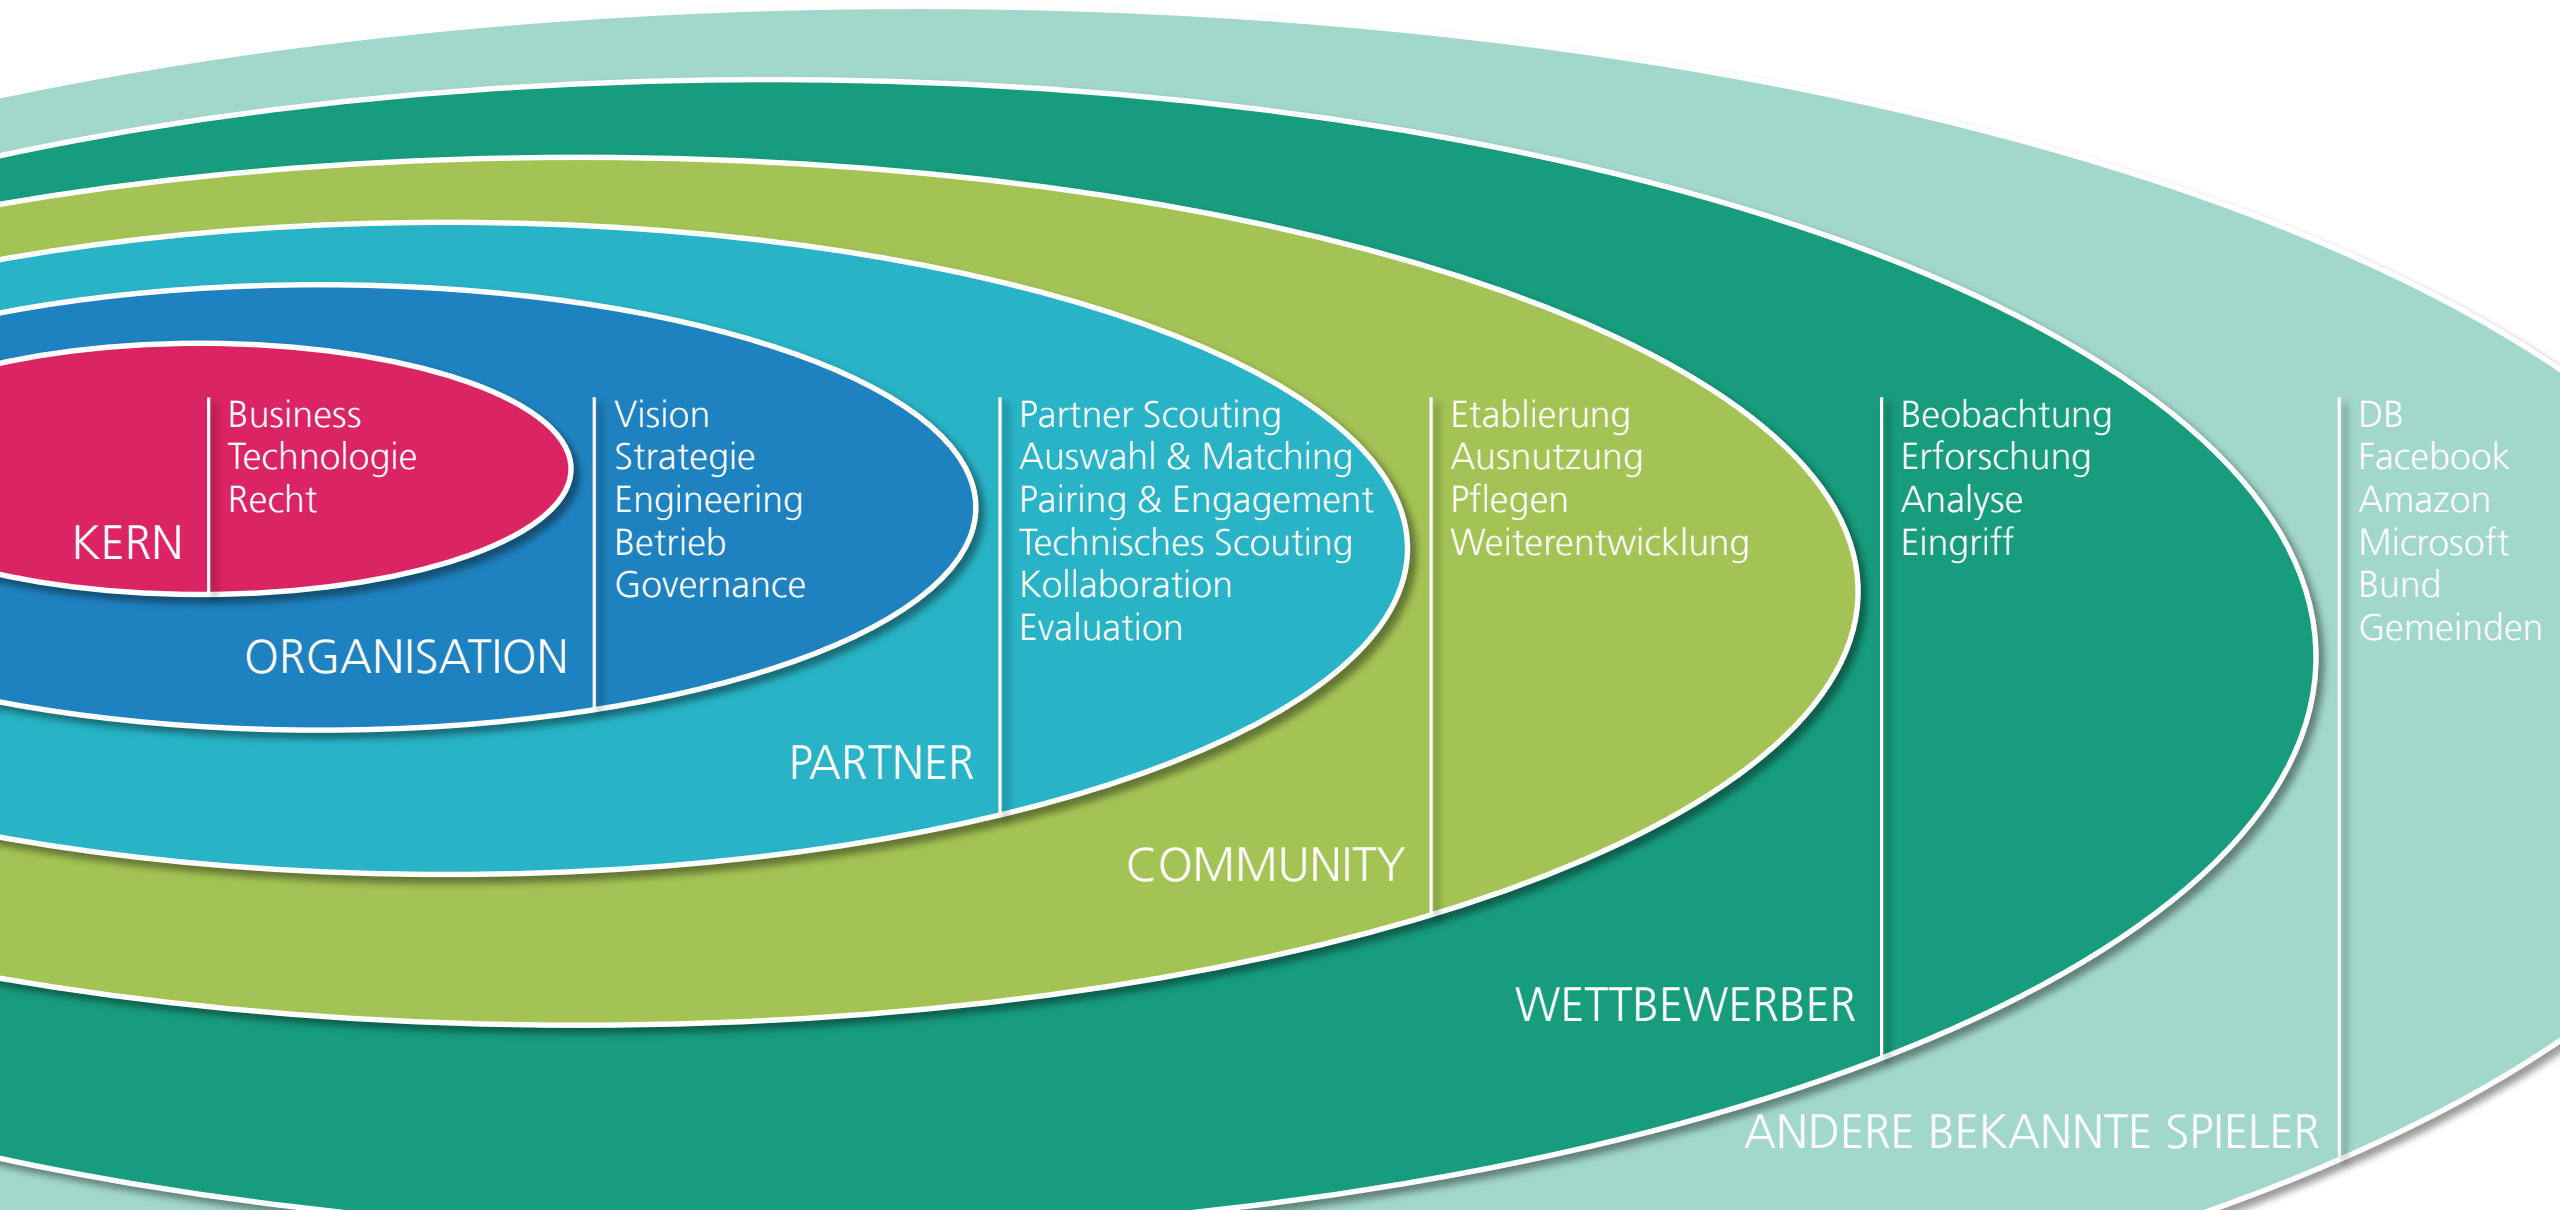 KERN
Business
Technologie
Recht
ORGANISATION
Vision
Strategie
Engineering
Betrieb
Governance
PARTNER
Partner Scouting
Auswahl & Matching
Pairing & Engagement
Technisches Scouting
Kollaboration
Evaluation
COMMUNITY
Etablierung
Ausnutzung
Pflegen
Weiterentwicklung
WETTBEWERBER
Beobachtung
Erforschung
Analyse
Eingriff
ANDERE BEKANNTE SPIELER
DB
Facebook
Amazon
Microsoft
Bund
Gemeinden